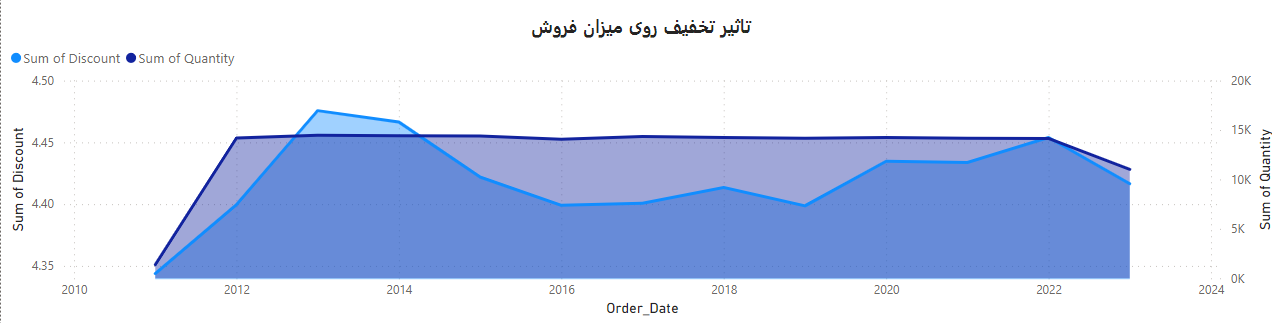 تاثیر تخفیف روی میزان فروش
Sum of Discount Sum of Quantity
4.50
4.45
4.40
4.35
Sum of Discount
20K
15K
10K
5K
0K
Sum of Quantity
2010 2012 2014 2016 2018 2020 2022 2024
Order_Date